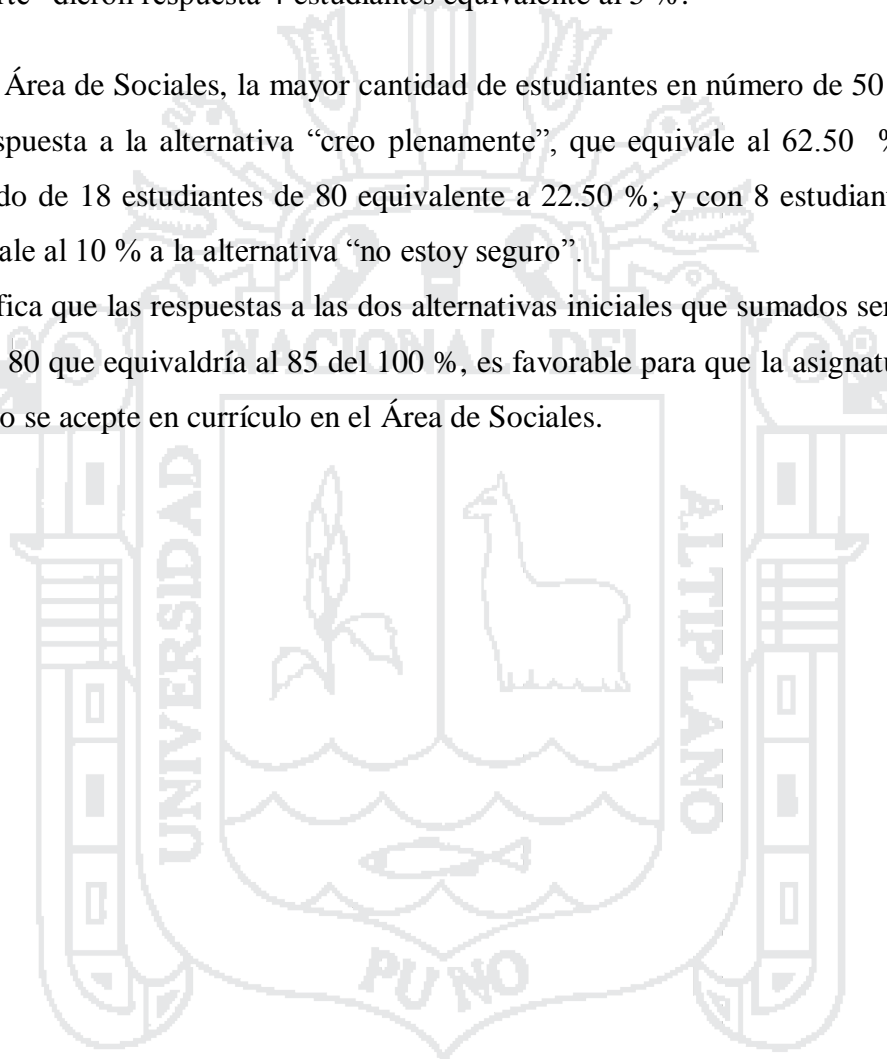 dieron respuesta 4 estudiantes equivalente al 5 %.
Área de Sociales, la mayor cantidad de estudiantes en número de 50
spuesta a la alternativa “creo plenamente”, que equivale al 62.50 %
do de 18 estudiantes de 80 equivalente a 22.50 %; y con 8 estudiant
ale al 10 % a la alternativa “no estoy seguro”.
fica que las respuestas a las dos alternativas iniciales que sumados ser
80 que equivaldría al 85 del 100 %, es favorable para que la asignatu
o se acepte en currículo en el Área de Sociales.
NACIONAL DEL
UNIVERSIDAD
ALTIPLANO
PUNO